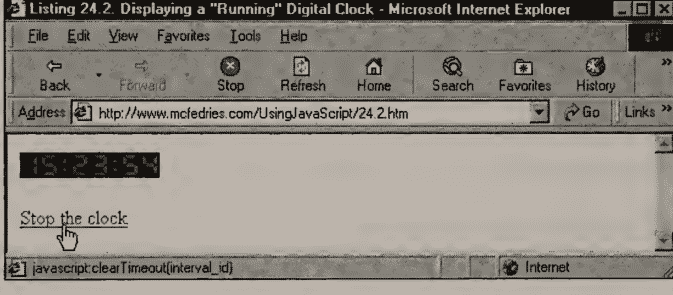 Listing 24.2. Displaying a "Running" Digital Clock - Microsoft Internet Explorer
File Edit View Favorites Tools Help
Back Forward Stop Refresh Home Search Favorites History »
Address http://www.mcfedries.com/UsingJavaScript/24.2.htm Go Links »
15:23:54
Stop the clock
javascript:clearTimeout(interval_id) Internet